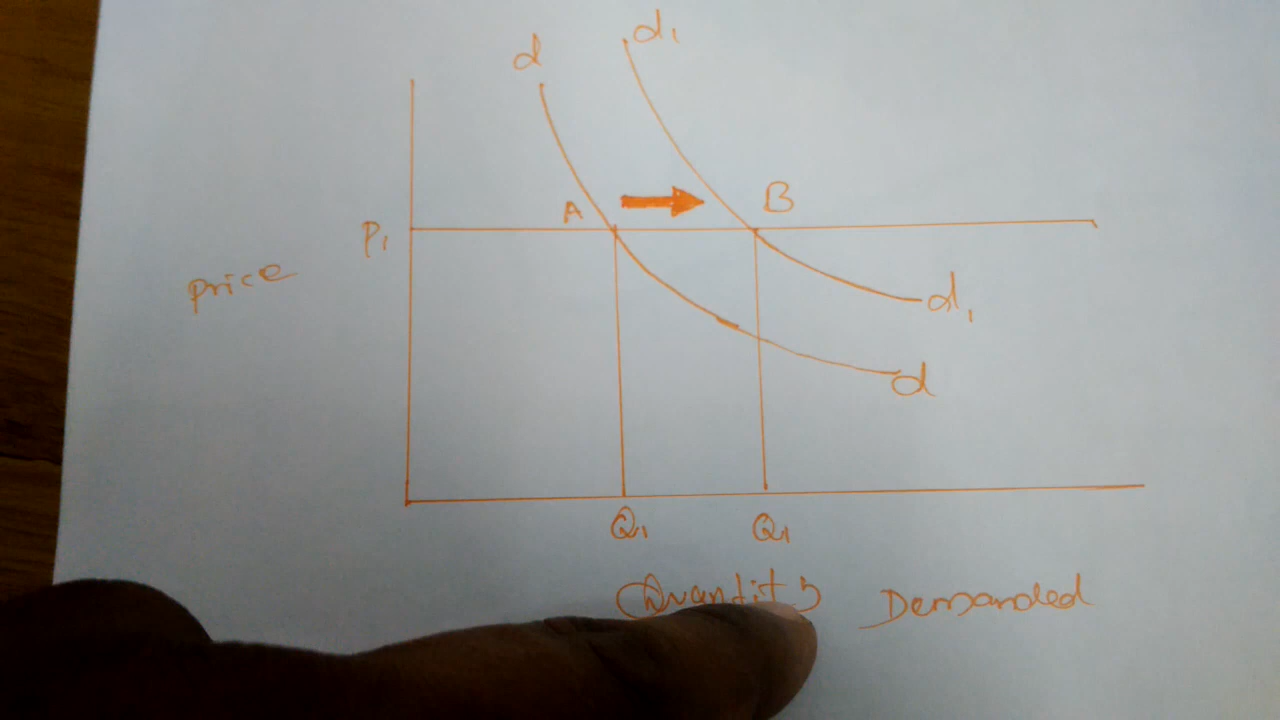 d d₁
A B
P₁
Price
d₁
d
Q₁ Q₁
Quantity Demanded